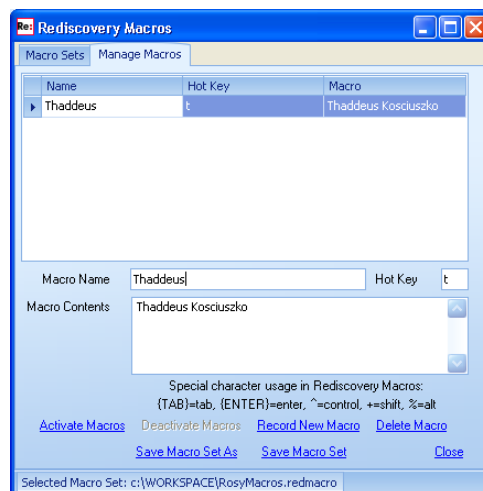 Re: Rediscovery Macros
Macro Sets Manage Macros
Name Hot Key Macro
Thaddeus t Thaddeus Kosciuszko
Macro Name Thaddeus Hot Key t
Macro Contents Thaddeus Kosciuszko
Special character usage in Rediscovery Macros:
{TAB}=tab, {ENTER}=enter, ^=control, +=shift, %=alt
Activate Macros Deactivate Macros Record New Macro Delete Macro
Save Macro Set As Save Macro Set Close
Selected Macro Set: c:\WORKSPACE\RosyMacros.redmacro